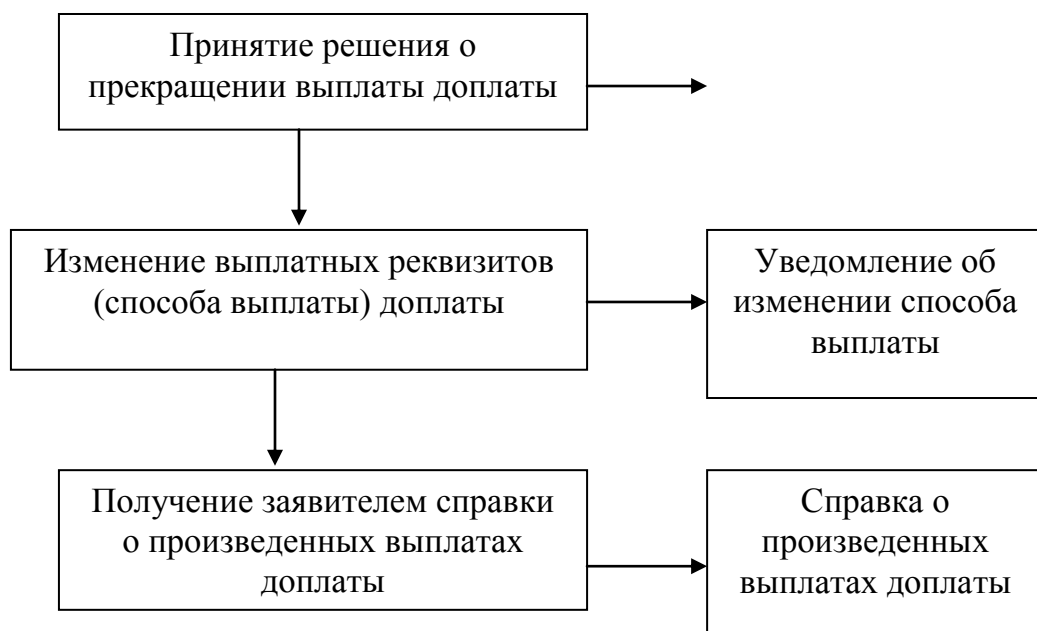 Принятие решения о
прекращении выплаты доплаты
Изменение выплатных реквизитов
(способа выплаты) доплаты
Уведомление об
изменении способа
выплаты
Получение заявителем справки
о произведенных выплатах
доплаты
Справка о
произведенных
выплатах доплаты